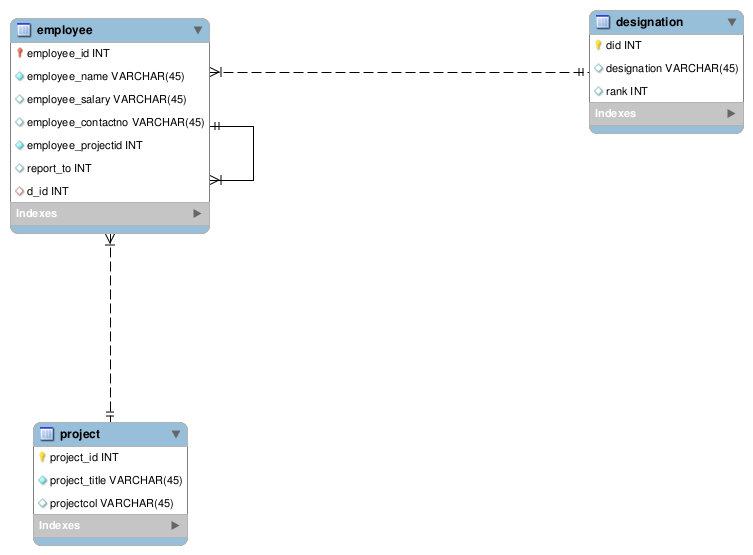 employee
employee_id INT
employee_name VARCHAR(45)
employee_salary VARCHAR(45)
employee_contactno VARCHAR(45)
employee_projectid INT
report_to INT
d_id INT
Indexes
designation
did INT
designation VARCHAR(45)
rank INT
Indexes
project
project_id INT
project_title VARCHAR(45)
projectcol VARCHAR(45)
Indexes